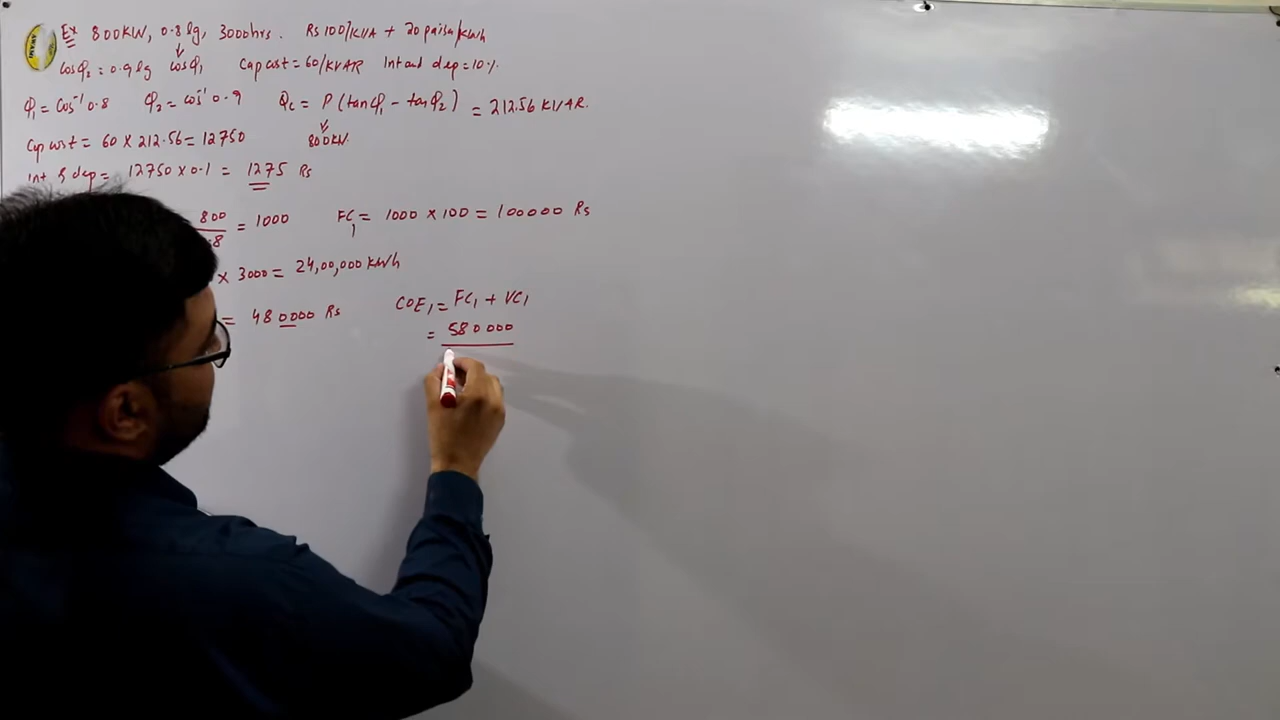 Ex 800KW, 0.8 lg, 3000hrs. Rs 100/KVA + 20 paisa/kwh
cosφ2 = 0.9 lg cosφ1 Cap cost = 60/KVAR Int and dep = 10%.
φ1 = cos⁻¹ 0.8 φ2 = cos⁻¹ 0.9 Qc = P (tanφ1 - tanφ2) = 212.56 KVAR.
Cap cost = 60 × 212.56 = 12750 800KW.
Int & dep = 12750 × 0.1 = 1275 Rs
800 = 1000 FC1 = 1000 × 100 = 100000 Rs
× 3000 = 24,00,000 kWh
= 480000 Rs COE1 = FC1 + VC1
= 580000